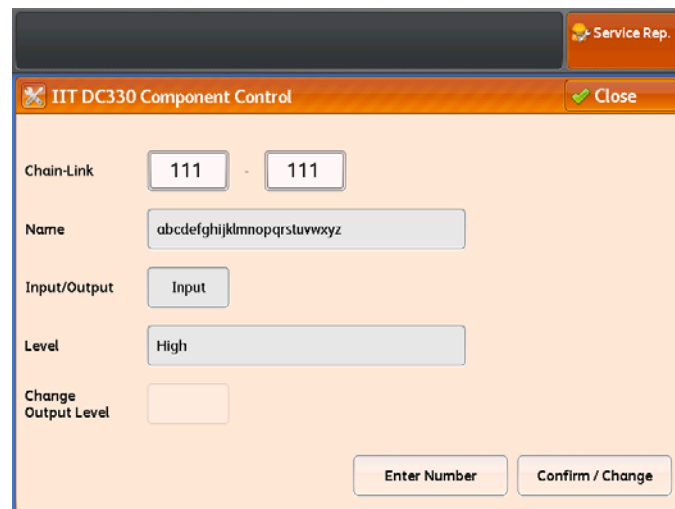 Service Rep.
IIT DC330 Component Control
Close
Chain-Link
111 - 111
Name
abcdefghijklmnopqrstuvwxyz
Input/Output
Input
Level
High
Change
Output Level
Enter Number
Confirm / Change